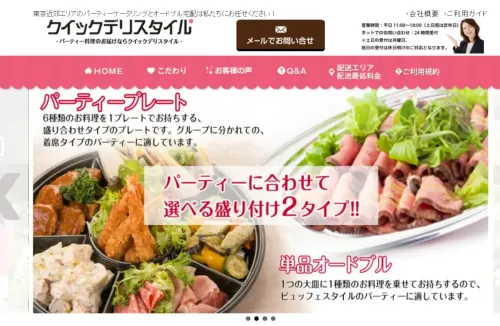 東京近郊エリアのパーティーケータリングとオードブル宅配は私たちにお任せください！
›会社概要 ›ご利用ガイド
クイックデリスタイル
- パーティー料理のお届けならクイックデリスタイル -
メールでお問い合せ
営業時間：平日 11:00～18:00（土日祝は定休日）
ネットでのお問い合わせ：24時間受付
※土日の受付は月曜日、
祝日の受付は休日明けのご対応となります。
HOME
こだわり
お客様の声
Q&A
配送エリア
配送最低料金
ご利用規約
パーティープレート
6種類のお料理を1プレートでお持ちする、
盛り合わせタイプのプレートです。グループに分かれての、
着席タイプのパーティーに適しています。
パーティーに合わせて
選べる盛り付け2タイプ!!
単品オードブル
1つの大皿に1種類のお料理を乗せてお持ちするので、
ビュッフェスタイルのパーティーに適しています。